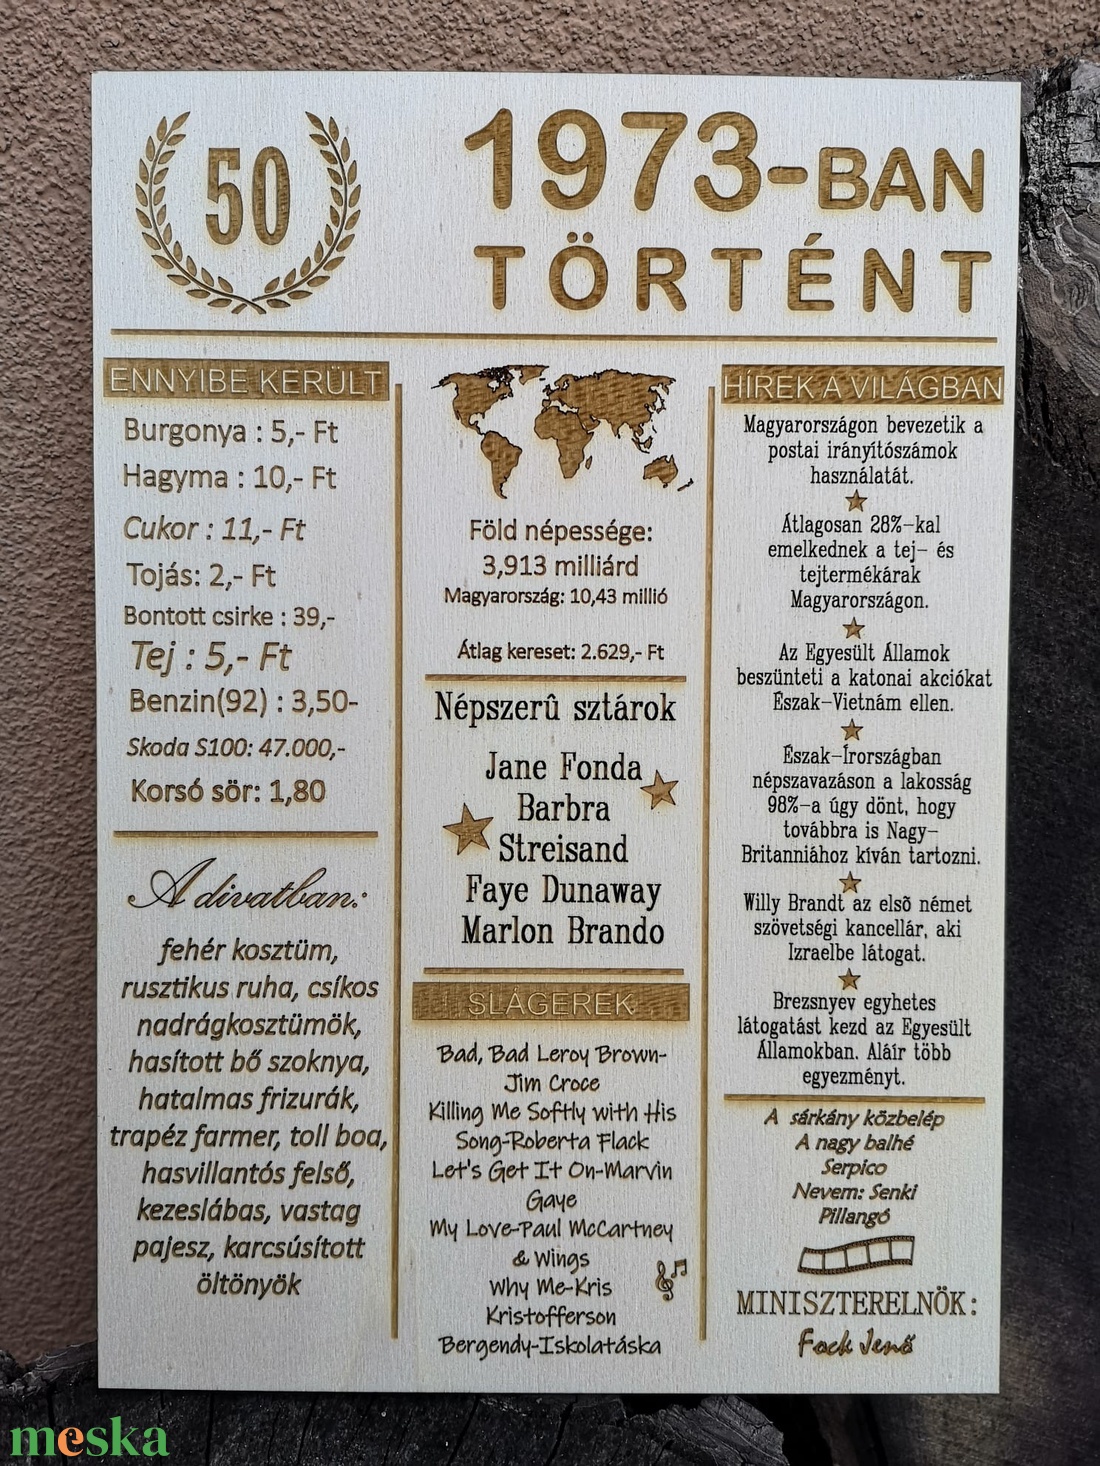 50
1973-BAN
TÖRTÉNT
ENNYIBE KERÜLT
Burgonya : 5,- Ft
Hagyma : 10,- Ft
Cukor : 11,- Ft
Tojás: 2,- Ft
Bontott csirke : 39,-
Tej : 5,- Ft
Benzin(92) : 3,50-
Skoda S100: 47.000,-
Korsó sör: 1,80
A divatban:
fehér kosztüm,
rusztikus ruha, csíkos
nadrágkosztümök,
hasított bő szoknya,
hatalmas frizurák,
trapéz farmer, toll boa,
hasvillantós felső,
kezeslábas, vastag
pajesz, karcsúsított
öltönyök
Föld népessége:
3,913 milliárd
Magyarország: 10,43 millió
Átlag kereset: 2.629,- Ft
Népszerû sztárok
Jane Fonda
Barbra
Streisand
Faye Dunaway
Marlon Brando
SLÁGEREK
Bad, Bad Leroy Brown-
Jim Croce
Killing Me Softly with His
Song-Roberta Flack
Let's Get It On-Marvin
Gaye
My Love-Paul McCartney
& Wings
Why Me-Kris
Kristofferson
Bergendy-Iskolatáska
HÍREK A VILÁGBAN
Magyarországon bevezetik a
postai irányítószámok
használatát.
Átlagosan 28%-kal
emelkednek a tej- és
tejtermékárak
Magyarországon.
Az Egyesült Államok
beszünteti a katonai akciókat
Észak-Vietnám ellen.
Észak-Írországban
népszavazáson a lakosság
98%-a úgy dönt, hogy
továbbra is Nagy-
Britanniához kíván tartozni.
Willy Brandt az elsõ német
szövetségi kancellár, aki
Izraelbe látogat.
Brezsnyev egyhetes
látogatást kezd az Egyesült
Államokban. Aláír több
egyezményt.
A sárkány közbelép
A nagy balhé
Serpico
Nevem: Senki
Pillangó
MINISZTERELNÖK:
Fock Jenő
meska